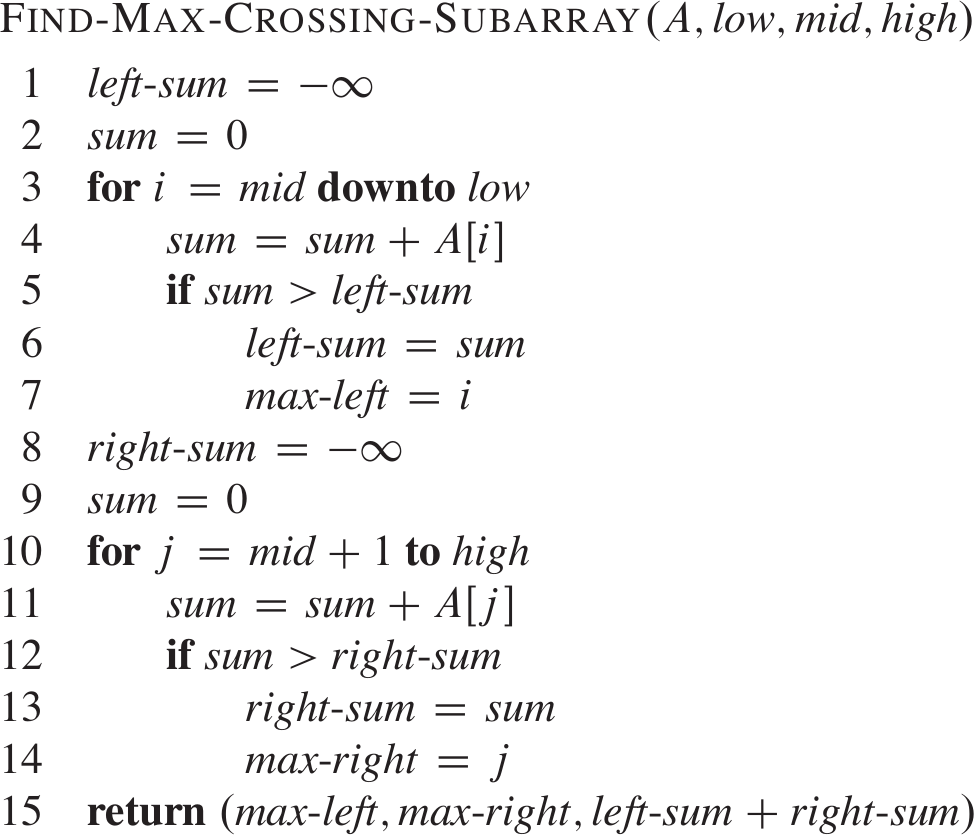 FIND-MAX-CROSSING-SUBARRAY(A, low, mid, high)
1 left-sum = −∞
2 sum = 0
3 for i = mid downto low
4 sum = sum + A[i]
5 if sum > left-sum
6 left-sum = sum
7 max-left = i
8 right-sum = −∞
9 sum = 0
10 for j = mid + 1 to high
11 sum = sum + A[j]
12 if sum > right-sum
13 right-sum = sum
14 max-right = j
15 return (max-left, max-right, left-sum + right-sum)